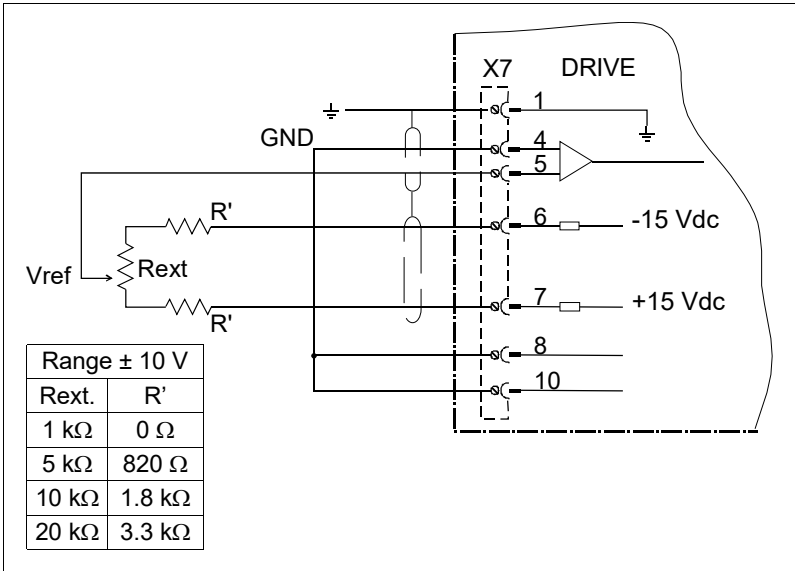 X7
DRIVE
1
GND
4
5
R'
6
-15 Vdc
Vref
Rext
7
+15 Vdc
R'
8
10
Range ± 10 V
Rext. R’
1 kΩ 0 Ω
5 kΩ 820 Ω
10 kΩ 1.8 kΩ
20 kΩ 3.3 kΩ